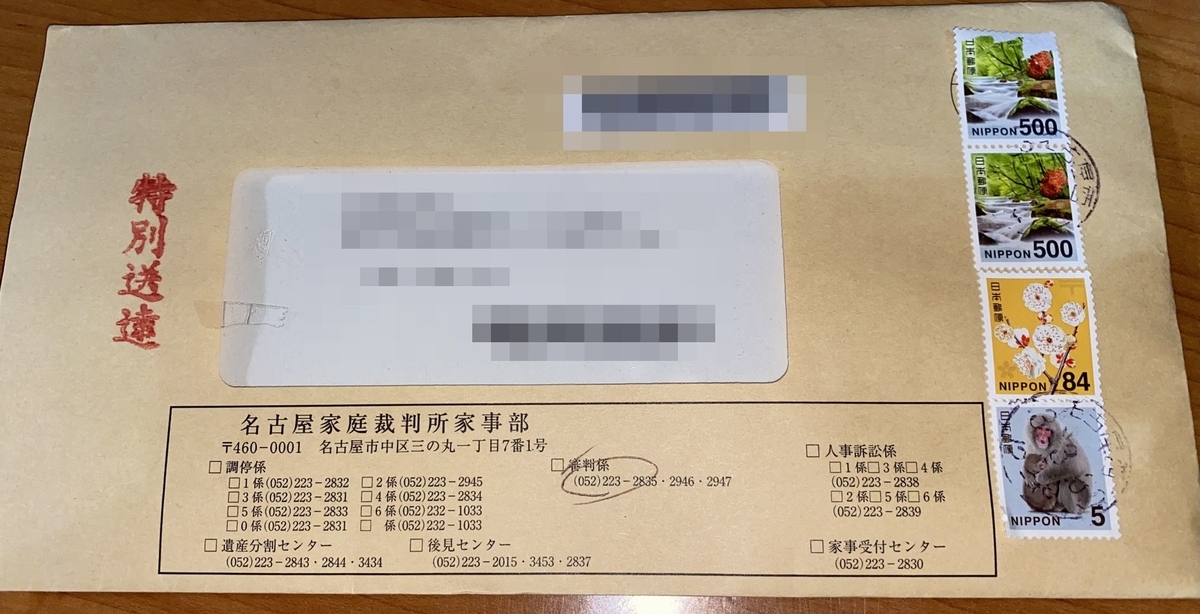 特別送達
日本郵便
NIPPON 500
日本郵便
NIPPON 500
日本郵便
NIPPON 84
日本郵便
NIPPON 5
名古屋家庭裁判所家事部
〒460-0001 名古屋市中区三の丸一丁目7番1号
□ 調停係
□ 1係(052)223-2832 □ 2係(052)223-2945
□ 3係(052)223-2831 □ 4係(052)223-2834
□ 5係(052)223-2833 □ 6係(052)232-1033
□ 0係(052)223-2831 □ 係(052)232-1033
□ 審判係
(052)223-2835・2946・2947
□ 人事訴訟係
□ 1係□ 3係□ 4係
(052)223-2838
□ 2係□ 5係□ 6係
(052)223-2839
□ 遺産分割センター
(052)223-2843・2844・3434
□ 後見センター
(052)223-2015・3453・2837
□ 家事受付センター
(052)223-2830